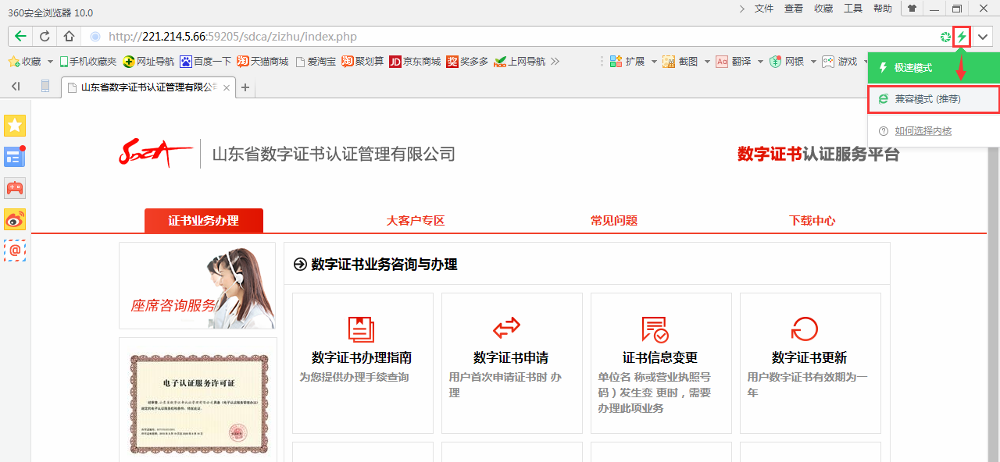 360安全浏览器 10.0
文件 查看 收藏 工具 帮助
http://221.214.5.66:59205/sdca/zizhu/index.php
收藏 手机收藏夹 网址导航 百度一下 天猫商城 爱淘宝 聚划算 京东商城 奖多多 上网导航 扩展 截图 翻译 网银 游戏
极速模式
山东省数字证书认证管理有限公
兼容模式 (推荐)
如何选择内核
SDCA 山东省数字证书认证管理有限公司
数字证书认证服务平台
证书业务办理 大客户专区 常见问题 下载中心
数字证书业务咨询与办理
座席咨询服务
数字证书办理指南
为您提供办理手续查询
数字证书申请
用户首次申请证书时 办
理
证书信息变更
单位名 称或营业执照号
码）发生变 更时，需要
办理此项业务
数字证书更新
用户数字证书有效期为一
年
电子认证服务许可证